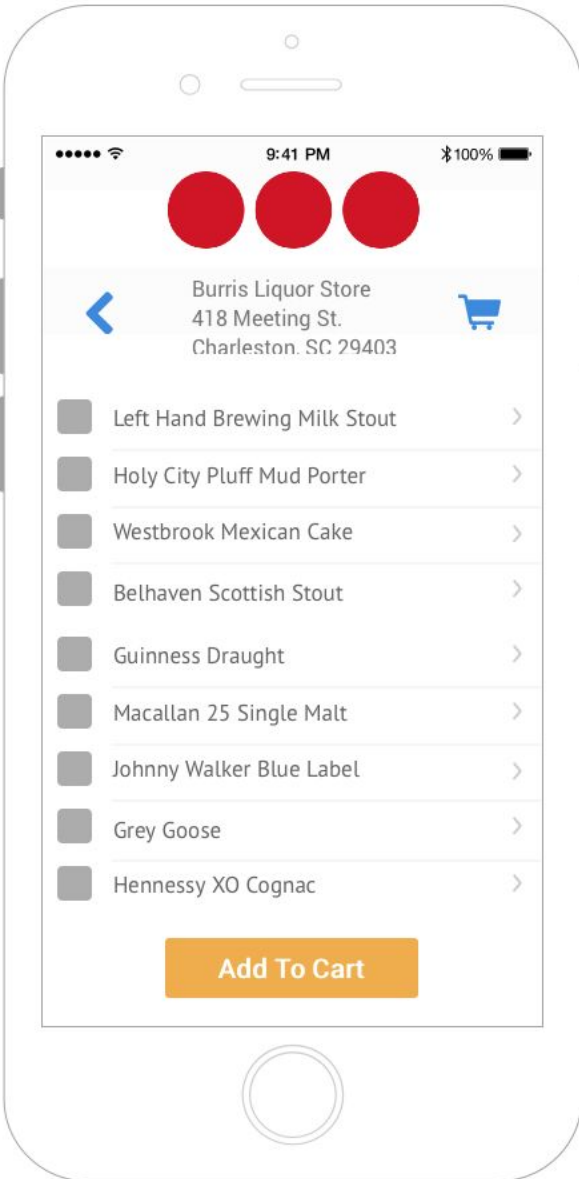 9:41 PM
100%
Burris Liquor Store
418 Meeting St.
Charleston, SC 29403
Left Hand Brewing Milk Stout
Holy City Pluff Mud Porter
Westbrook Mexican Cake
Belhaven Scottish Stout
Guinness Draught
Macallan 25 Single Malt
Johnny Walker Blue Label
Grey Goose
Hennessy XO Cognac
Add To Cart